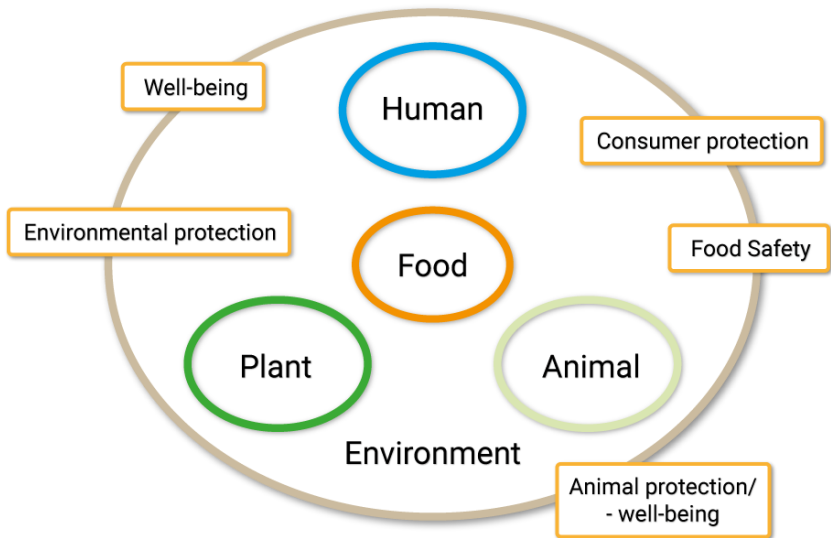 Well-being
Human
Consumer protection
Environmental protection
Food Safety
Food
Plant
Animal
Environment
Animal protection/
- well-being